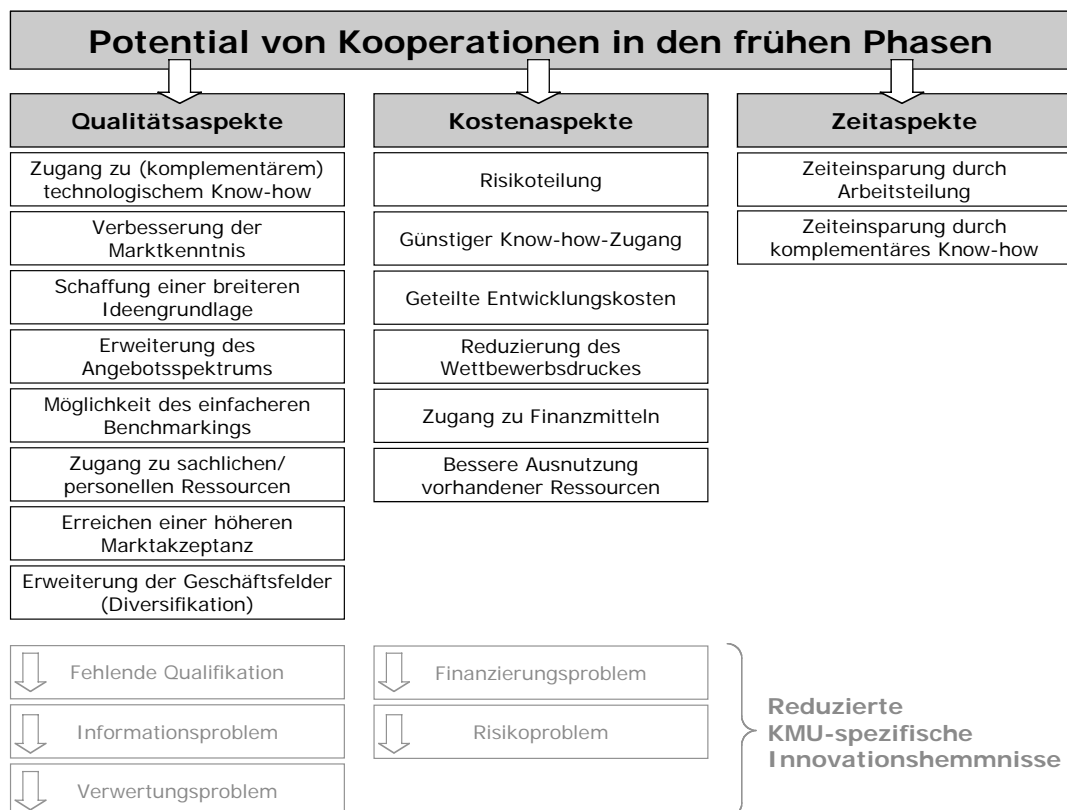 Potential von Kooperationen in den frühen Phasen
Qualitätsaspekte
Zugang zu (komplementärem)
technologischem Know-how
Verbesserung der
Marktkenntnis
Schaffung einer breiteren
Ideengrundlage
Erweiterung des
Angebotsspektrums
Möglichkeit des einfacheren
Benchmarkings
Zugang zu sachlichen/
personellen Ressourcen
Erreichen einer höheren
Marktakzeptanz
Erweiterung der Geschäftsfelder
(Diversifikation)
Fehlende Qualifikation
Informationsproblem
Verwertungsproblem
Kostenaspekte
Risikoteilung
Günstiger Know-how-Zugang
Geteilte Entwicklungskosten
Reduzierung des
Wettbewerbsdruckes
Zugang zu Finanzmitteln
Bessere Ausnutzung
vorhandener Ressourcen
Finanzierungsproblem
Risikoproblem
Zeitaspekte
Zeiteinsparung durch
Arbeitsteilung
Zeiteinsparung durch
komplementäres Know-how
Reduzierte
KMU-spezifische
Innovationshemmnisse